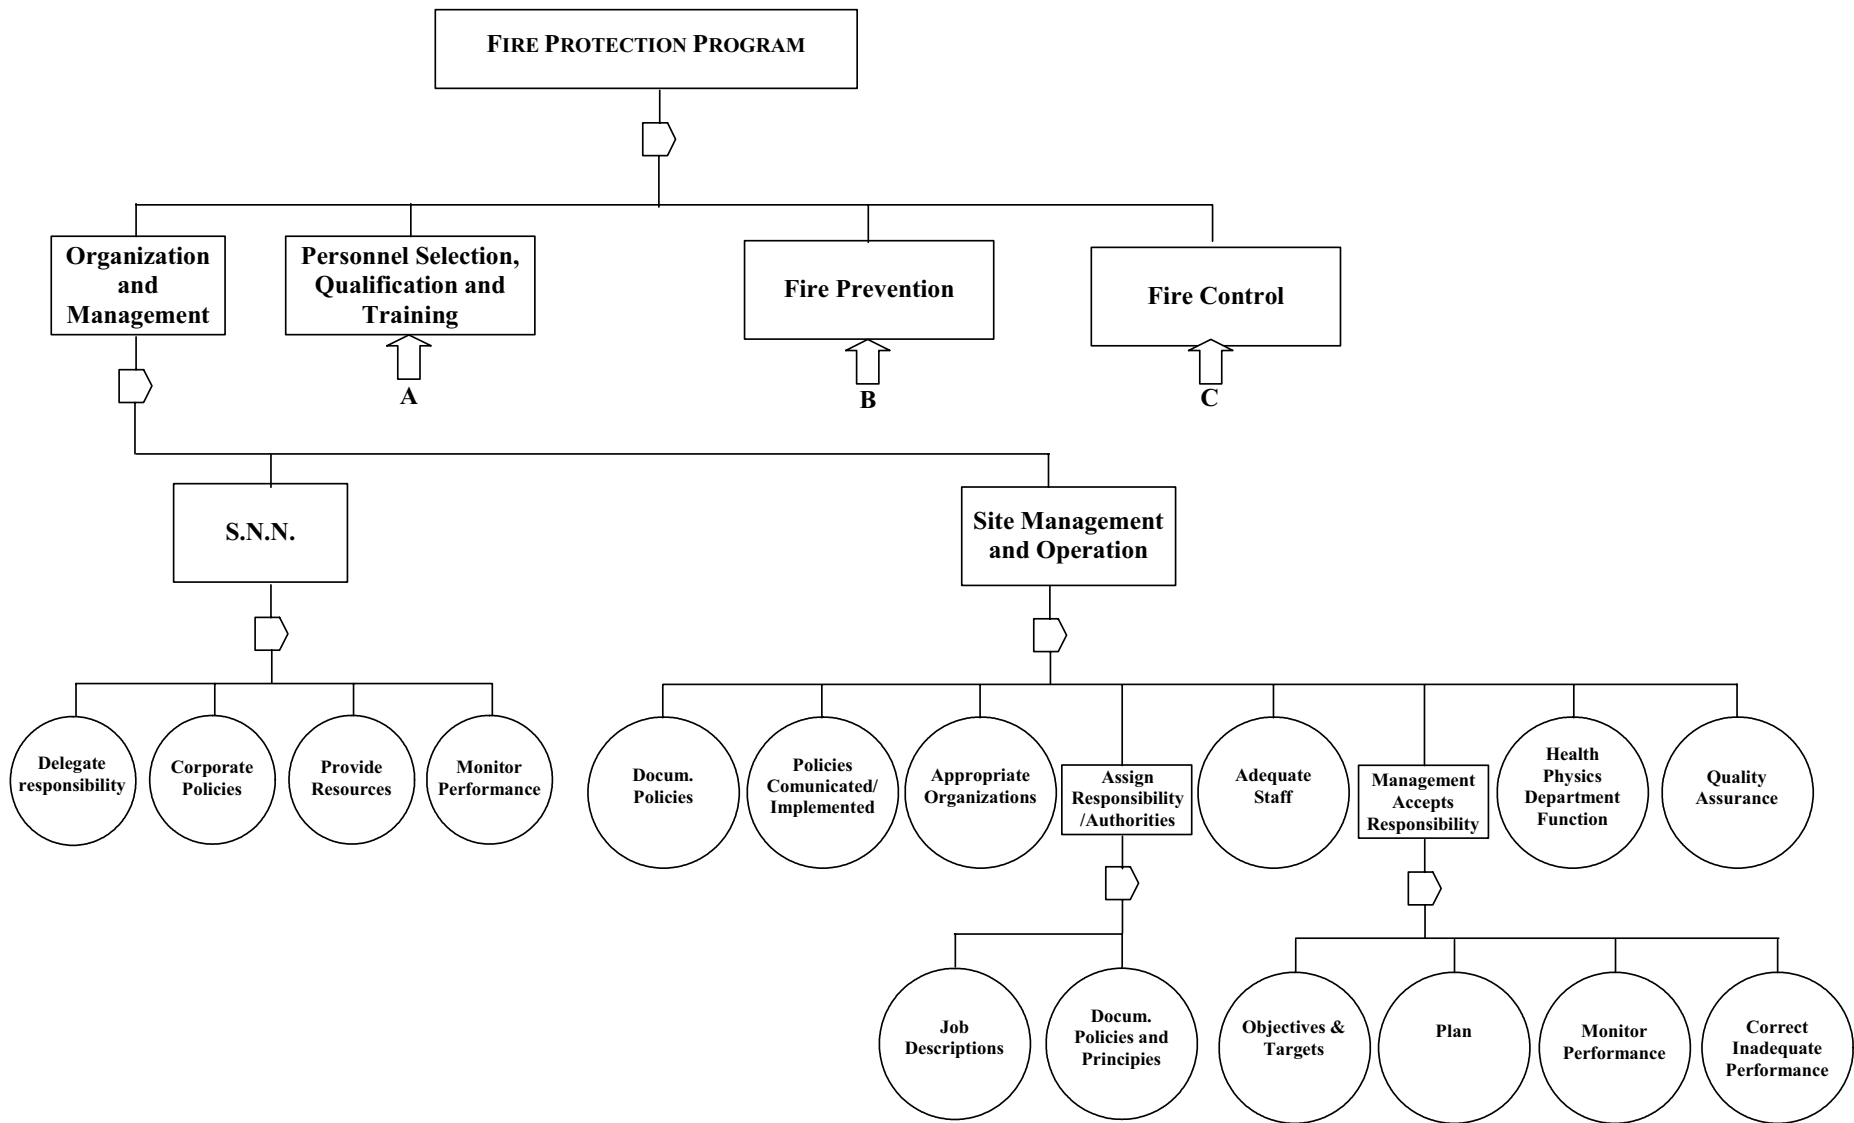 FIRE PROTECTION PROGRAM
Organization
and
Management
Personnel Selection,
Qualification and
Training
Fire Prevention
Fire Control
A
B
C
S.N.N.
Site Management
and Operation
Delegate
responsibility
Corporate
Policies
Provide
Resources
Monitor
Performance
Docum.
Policies
Policies
Comunicated/
Implemented
Appropriate
Organizations
Assign
Responsibility
/Authorities
Adequate
Staff
Management
Accepts
Responsibility
Health
Physics
Department
Function
Quality
Assurance
Job
Descriptions
Docum.
Policies and
Principies
Objectives &
Targets
Plan
Monitor
Performance
Correct
Inadequate
Performance